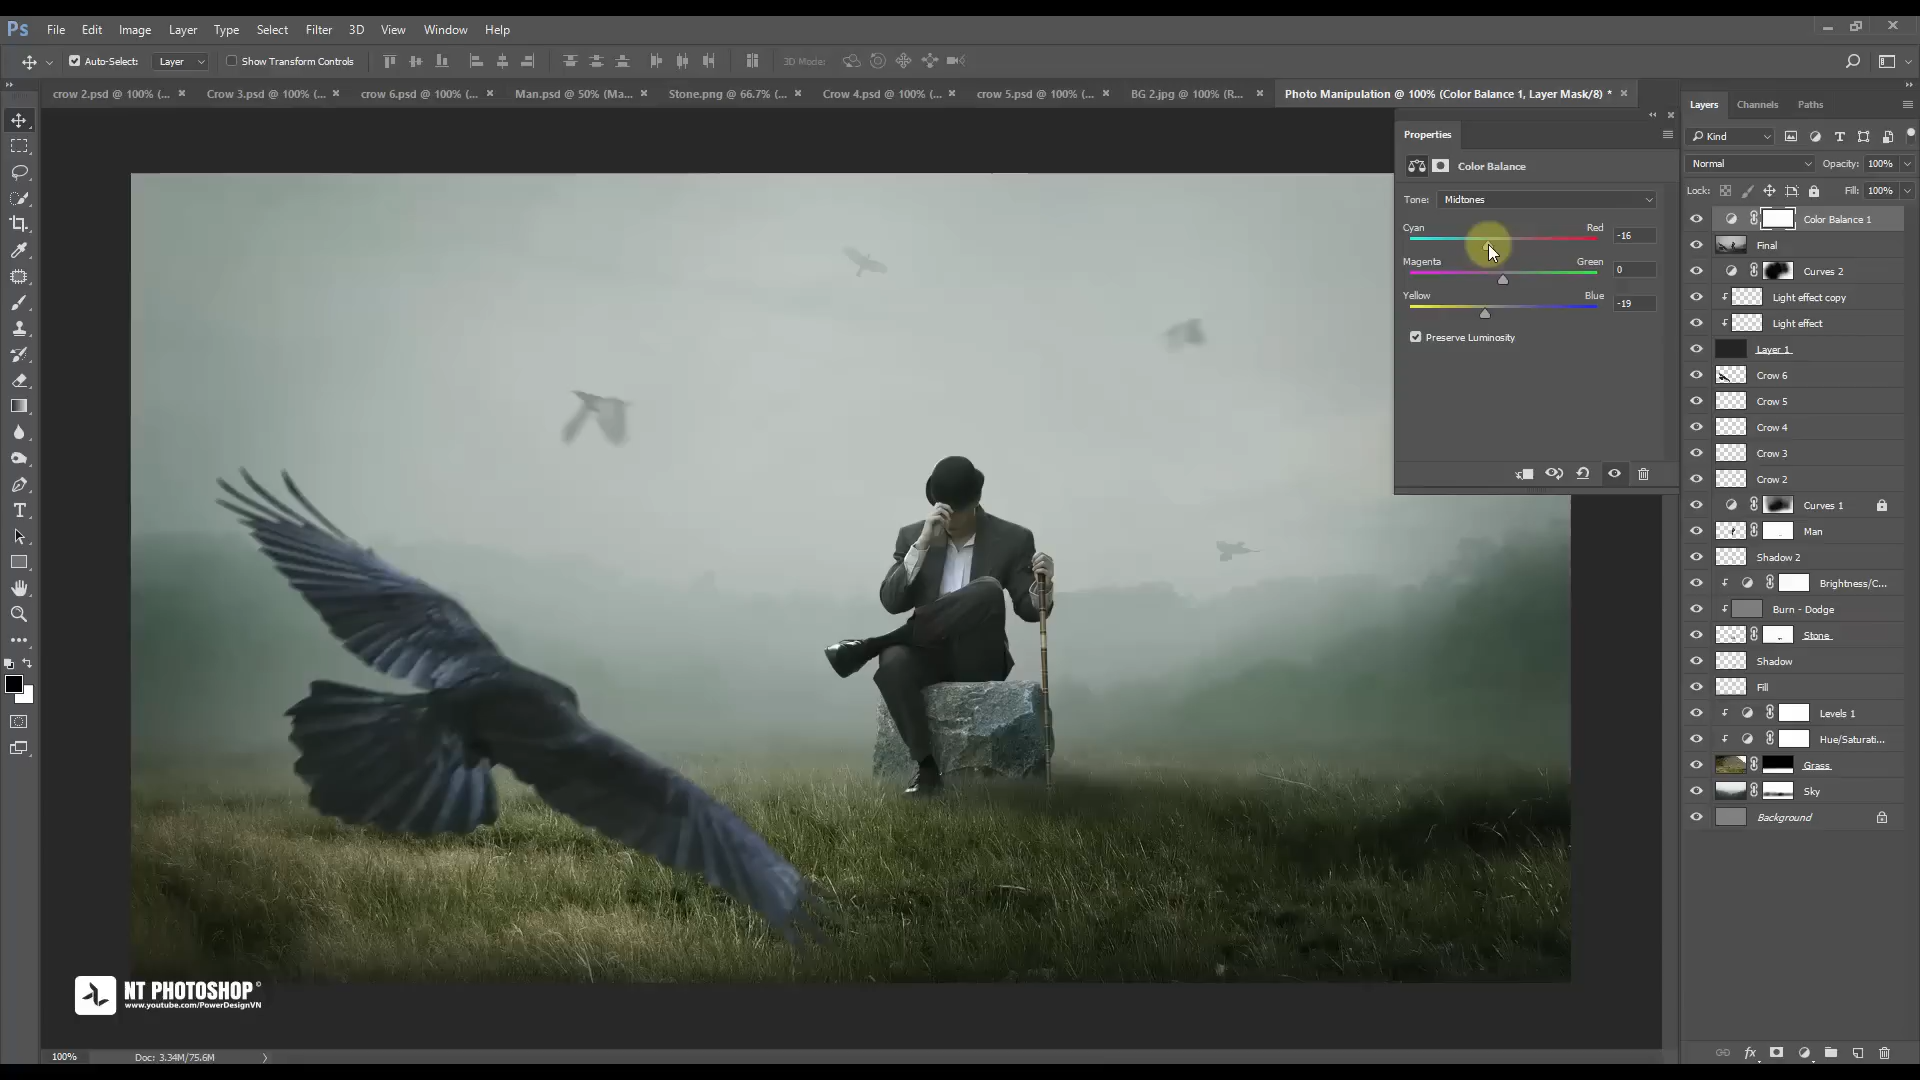 Ps File Edit Image Layer Type Select Filter 3D View Window Help
Auto-Select: Layer Show Transform Controls 3D Mode:
crow 2.psd @ 100% (... Crow 3.psd @ 100% (... crow 6.psd @ 100% (... Man.psd @ 50% (Ma... Stone.png @ 66.7% (... Crow 4.psd @ 100% (... crow 5.psd @ 100% (... BG 2.jpg @ 100% (R... Photo Manipulation @ 100% (Color Balance 1, Layer Mask/8) *
Properties
Color Balance
Tone: Midtones
Cyan Red -16
Magenta Green 0
Yellow Blue -19
Preserve Luminosity
Layers Channels Paths
Kind
Normal Opacity: 100%
Lock: Fill: 100%
Color Balance 1
Final
Curves 2
Light effect copy
Light effect
Layer 1
Crow 6
Crow 5
Crow 4
Crow 3
Crow 2
Curves 1
Man
Shadow 2
Brightness/C...
Burn - Dodge
Stone
Shadow
Fill
Levels 1
Hue/Saturati...
Grass
Sky
Background
NT PHOTOSHOP©
www.youtube.com/PowerDesignVN
100% Doc: 3.34M/75.6M
fx